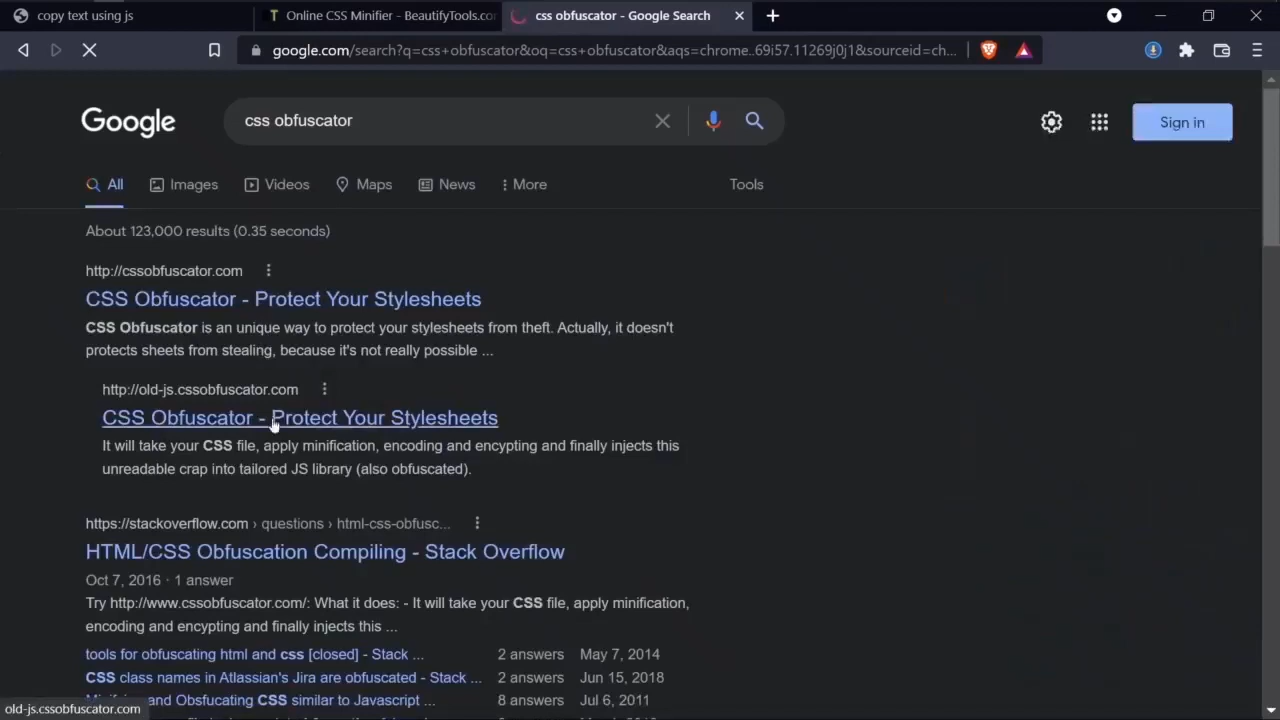 copy text using js
T Online CSS Minifier - BeautifyTools.com
css obfuscator - Google Search
google.com/search?q=css+obfuscator&oq=css+obfuscator&aqs=chrome..69i57.11269j0j1&sourceid=ch...
Google
css obfuscator
Sign in
All
Images
Videos
Maps
News
More
Tools
About 123,000 results (0.35 seconds)
http://cssobfuscator.com
CSS Obfuscator - Protect Your Stylesheets
CSS Obfuscator is an unique way to protect your stylesheets from theft. Actually, it doesn't
protects sheets from stealing, because it's not really possible ...
http://old-js.cssobfuscator.com
CSS Obfuscator - Protect Your Stylesheets
It will take your CSS file, apply minification, encoding and encypting and finally injects this
unreadable crap into tailored JS library (also obfuscated).
https://stackoverflow.com › questions › html-css-obfusc...
HTML/CSS Obfuscation Compiling - Stack Overflow
Oct 7, 2016 · 1 answer
Try http://www.cssobfuscator.com/: What it does: - It will take your CSS file, apply minification,
encoding and encypting and finally injects this ...
tools for obfuscating html and css [closed] - Stack ... 2 answers May 7, 2014
CSS class names in Atlassian's Jira are obfuscated - Stack ... 2 answers Jun 15, 2018
Obsfucating CSS similar to Javascript ... 8 answers Jul 6, 2011
old-js.cssobfuscator.com